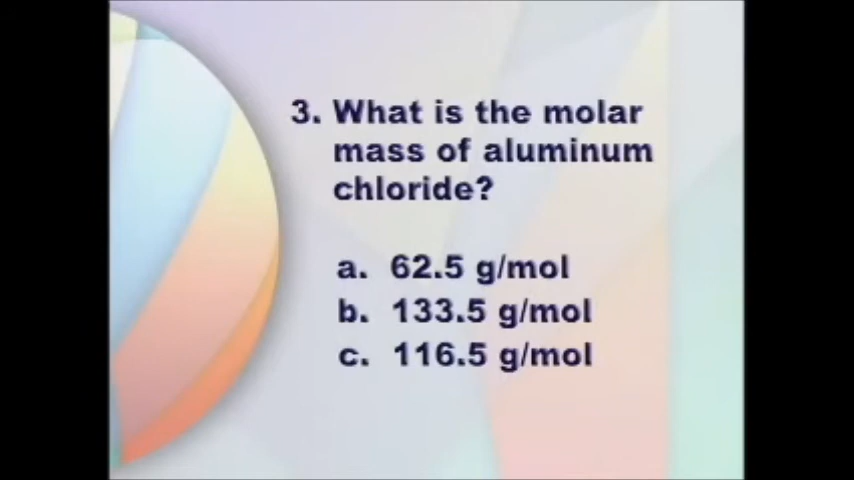 3. What is the molar
mass of aluminum
chloride?
a. 62.5 g/mol
b. 133.5 g/mol
c. 116.5 g/mol